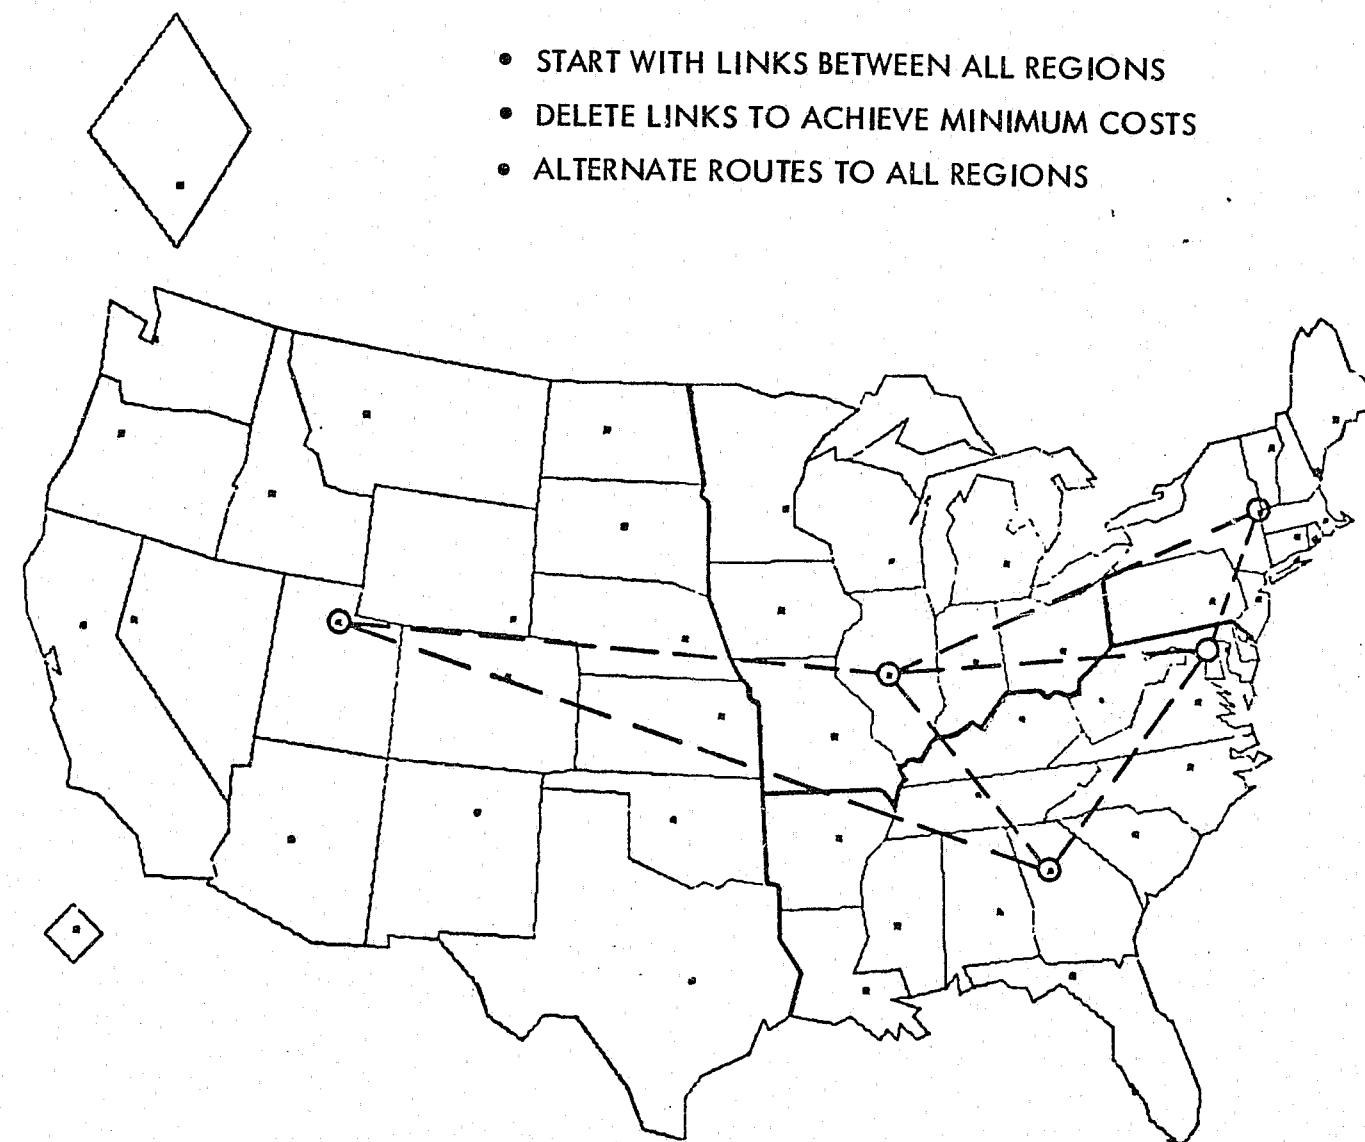 • START WITH LINKS BETWEEN ALL REGIONS
• DELETE LINKS TO ACHIEVE MINIMUM COSTS
• ALTERNATE ROUTES TO ALL REGIONS